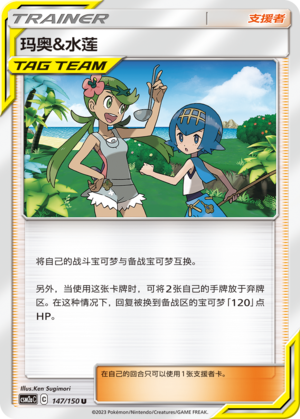 TRAINER
支援者
玛奥&水莲
TAG TEAM
将自己的战斗宝可梦与备战宝可梦互换。
另外，当使用这张卡牌时，可将2张自己的手牌放于弃牌
区。在这种情况下，回复被换到备战区的宝可梦「120」点
HP。
Illus.Ken Sugimori
在自己的回合只可以使用1张支援者卡。
C
147/150 U
©2023 Pokémon/Nintendo/Creatures/GAME FREAK.